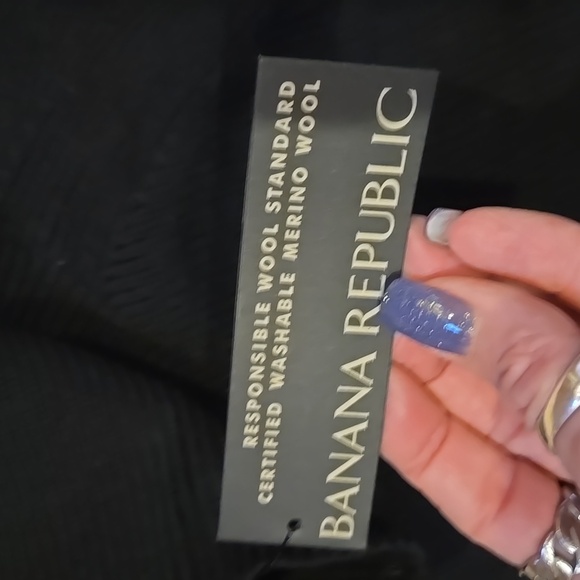 BANANA REPUBLIC
RESPONSIBLE WOOL STANDARD
CERTIFIED WASHABLE MERINO WOOL